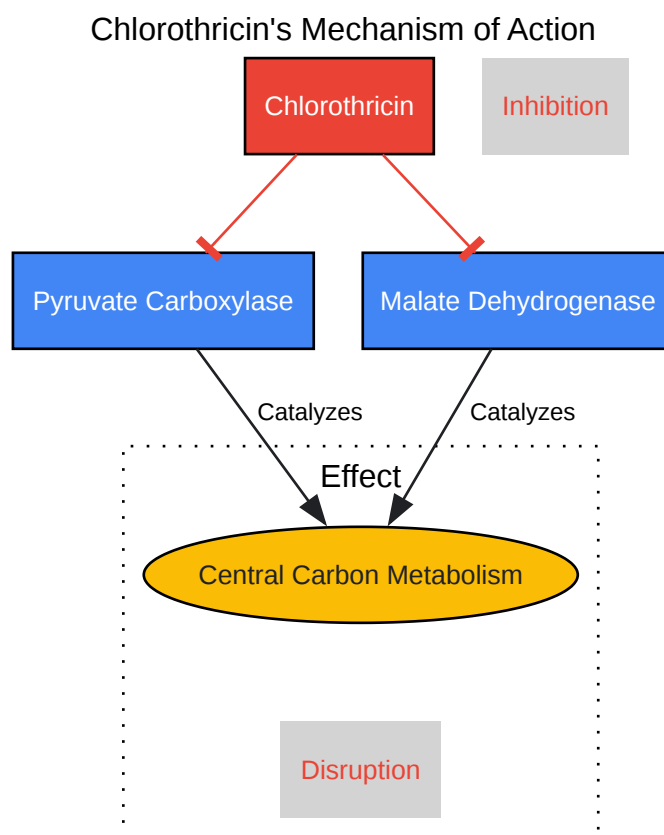 Chlorothricin's Mechanism of Action
Chlorothricin
Inhibition
Pyruvate Carboxylase
Malate Dehydrogenase
Catalyzes
Catalyzes
Effect
Central Carbon Metabolism
Disruption